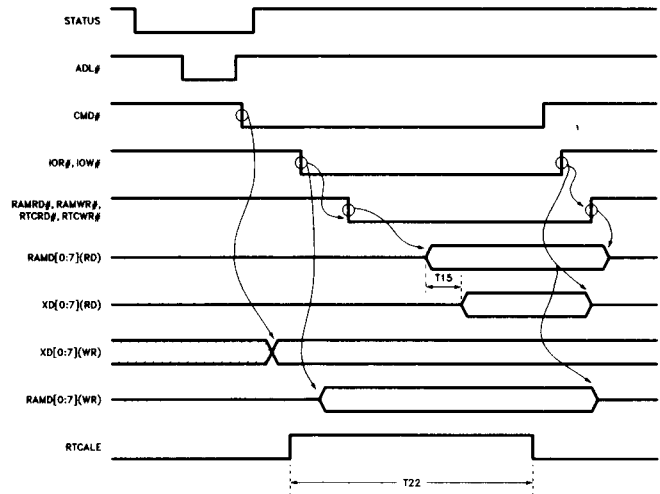 STATUS
ADL#
CMD#
IOR#, IOW#
RAMRD#, RAMWR#,
RTCRD#, RTCWR#
RAMD[0:7](RD)
T15
XD[0:7](RD)
XD[0:7](WR)
RAMD[0:7](WR)
RTCALE
T22